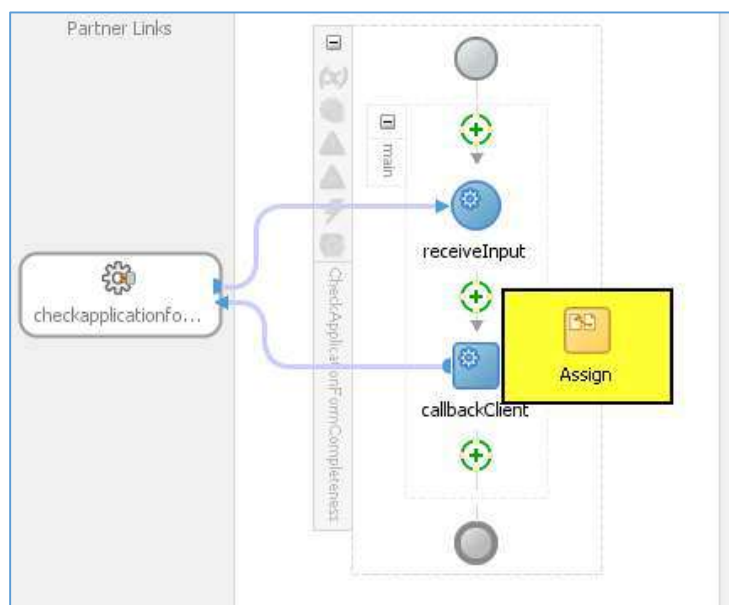 Partner Links
main
receiveInput
CheckApplicationFormCompleteness
checkapplicationfo...
Assign
callbackClient
(x)